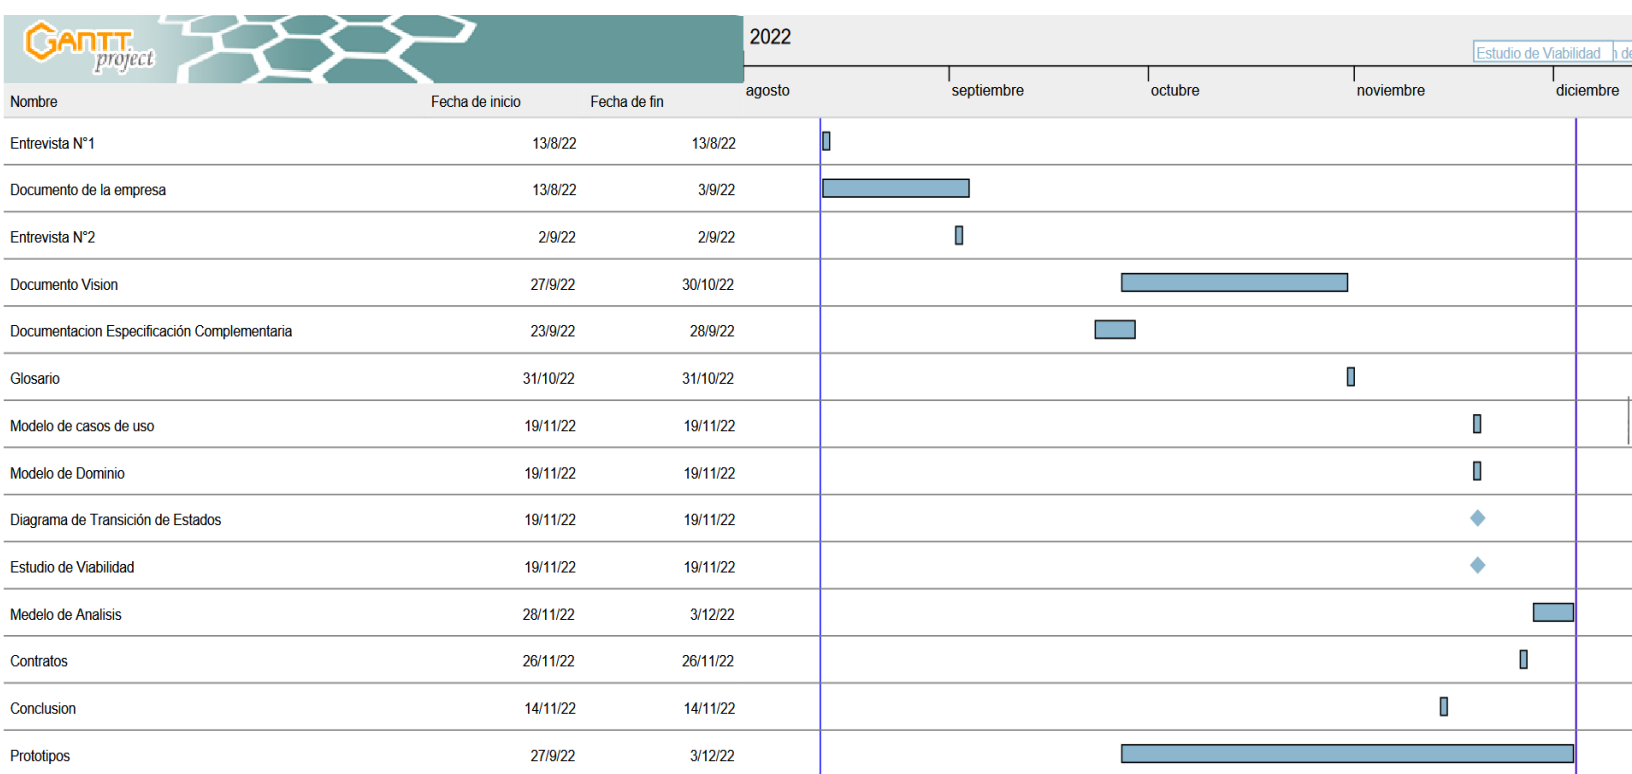 GANTT
project
2022
Estudio de Viabilidad
agosto septiembre octubre noviembre diciembre
Nombre Fecha de inicio Fecha de fin
Entrevista N°1 13/8/22 13/8/22
Documento de la empresa 13/8/22 3/9/22
Entrevista N°2 2/9/22 2/9/22
Documento Vision 27/9/22 30/10/22
Documentacion Especificación Complementaria 23/9/22 28/9/22
Glosario 31/10/22 31/10/22
Modelo de casos de uso 19/11/22 19/11/22
Modelo de Dominio 19/11/22 19/11/22
Diagrama de Transición de Estados 19/11/22 19/11/22
Estudio de Viabilidad 19/11/22 19/11/22
Medelo de Analisis 28/11/22 3/12/22
Contratos 26/11/22 26/11/22
Conclusion 14/11/22 14/11/22
Prototipos 27/9/22 3/12/22